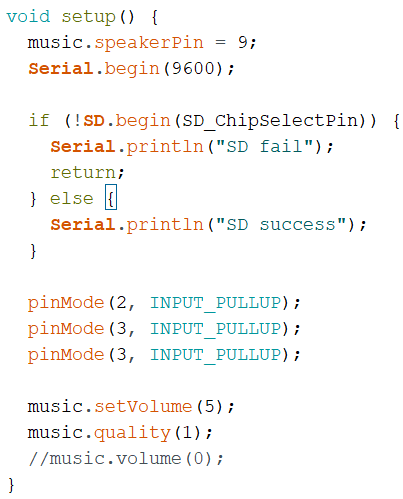 void setup() {
  music.speakerPin = 9;
  Serial.begin(9600);

  if (!SD.begin(SD_ChipSelectPin)) {
    Serial.println("SD fail");
    return;
  } else {
    Serial.println("SD success");
  }

  pinMode(2, INPUT_PULLUP);
  pinMode(3, INPUT_PULLUP);
  pinMode(3, INPUT_PULLUP);

  music.setVolume(5);
  music.quality(1);
  //music.volume(0);
}